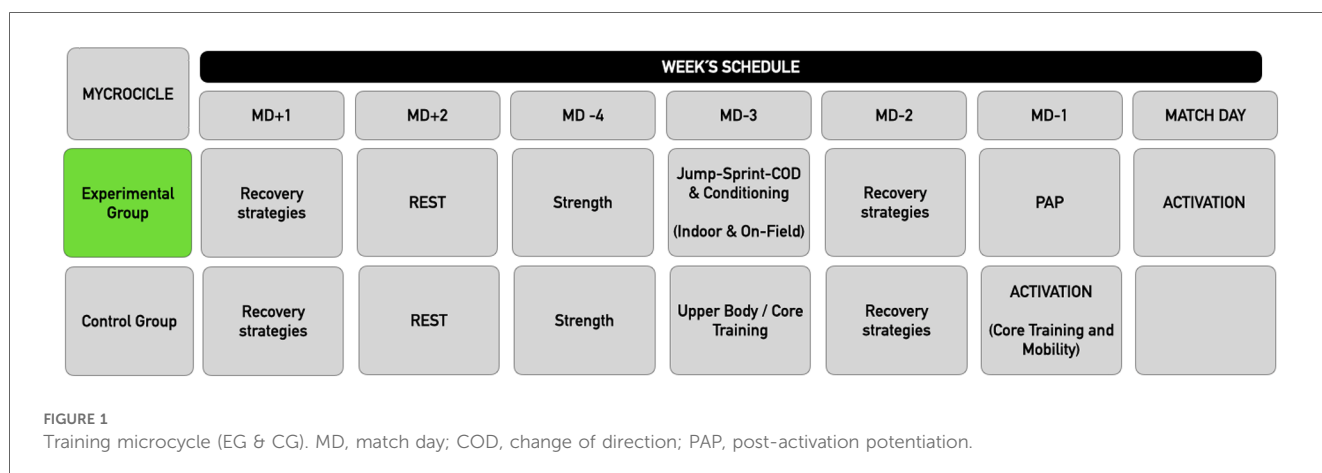 WEEK´S SCHEDULE
MYCROCICLE
MD+1
MD+2
MD -4
MD-3
MD-2
MD-1
MATCH DAY
Experimental
Group
Recovery
strategies
REST
Strength
Jump-Sprint-COD
& Conditioning
(Indoor & On-Field)
Recovery
strategies
PAP
ACTIVATION
Control Group
Recovery
strategies
REST
Strength
Upper Body / Core
Training
Recovery
strategies
ACTIVATION
(Core Training and
Mobility)
FIGURE 1
Training microcycle (EG & CG). MD, match day; COD, change of direction; PAP, post-activation potentiation.